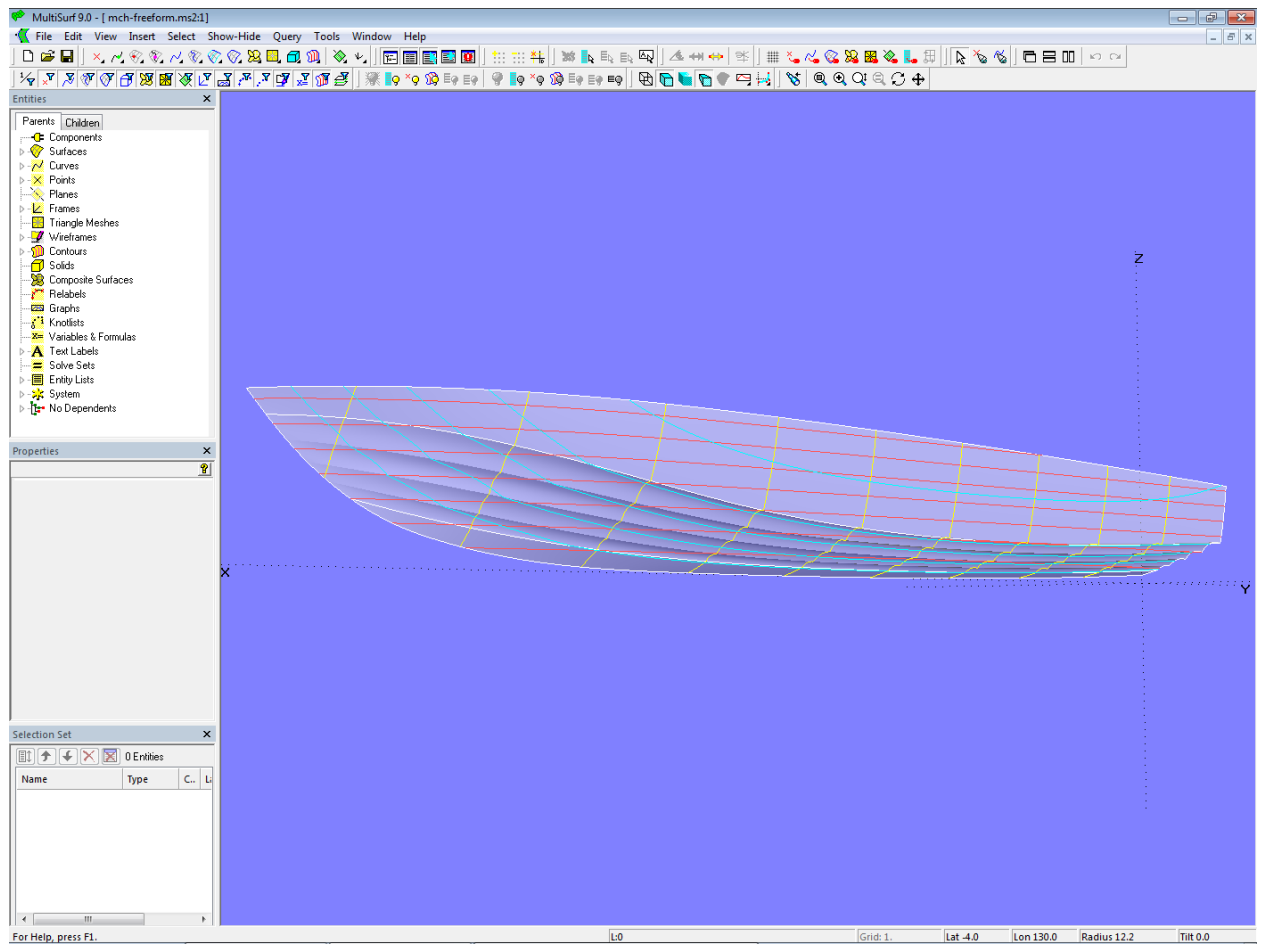 MultiSurf 9.0 - [ mch-freeform.ms2:1]
File Edit View Insert Select Show-Hide Query Tools Window Help
Entities
Parents Children
Components
Surfaces
Curves
Points
Planes
Frames
Triangle Meshes
Wireframes
Contours
Solids
Composite Surfaces
Relabels
Graphs
Knotlists
Variables & Formulas
Text Labels
Solve Sets
Entity Lists
System
No Dependents
Properties
Selection Set
0 Entities
Name Type C..
Z
X
Y
For Help, press F1. L:0 Grid: 1. Lat -4.0 Lon 130.0 Radius 12.2 Tilt 0.0